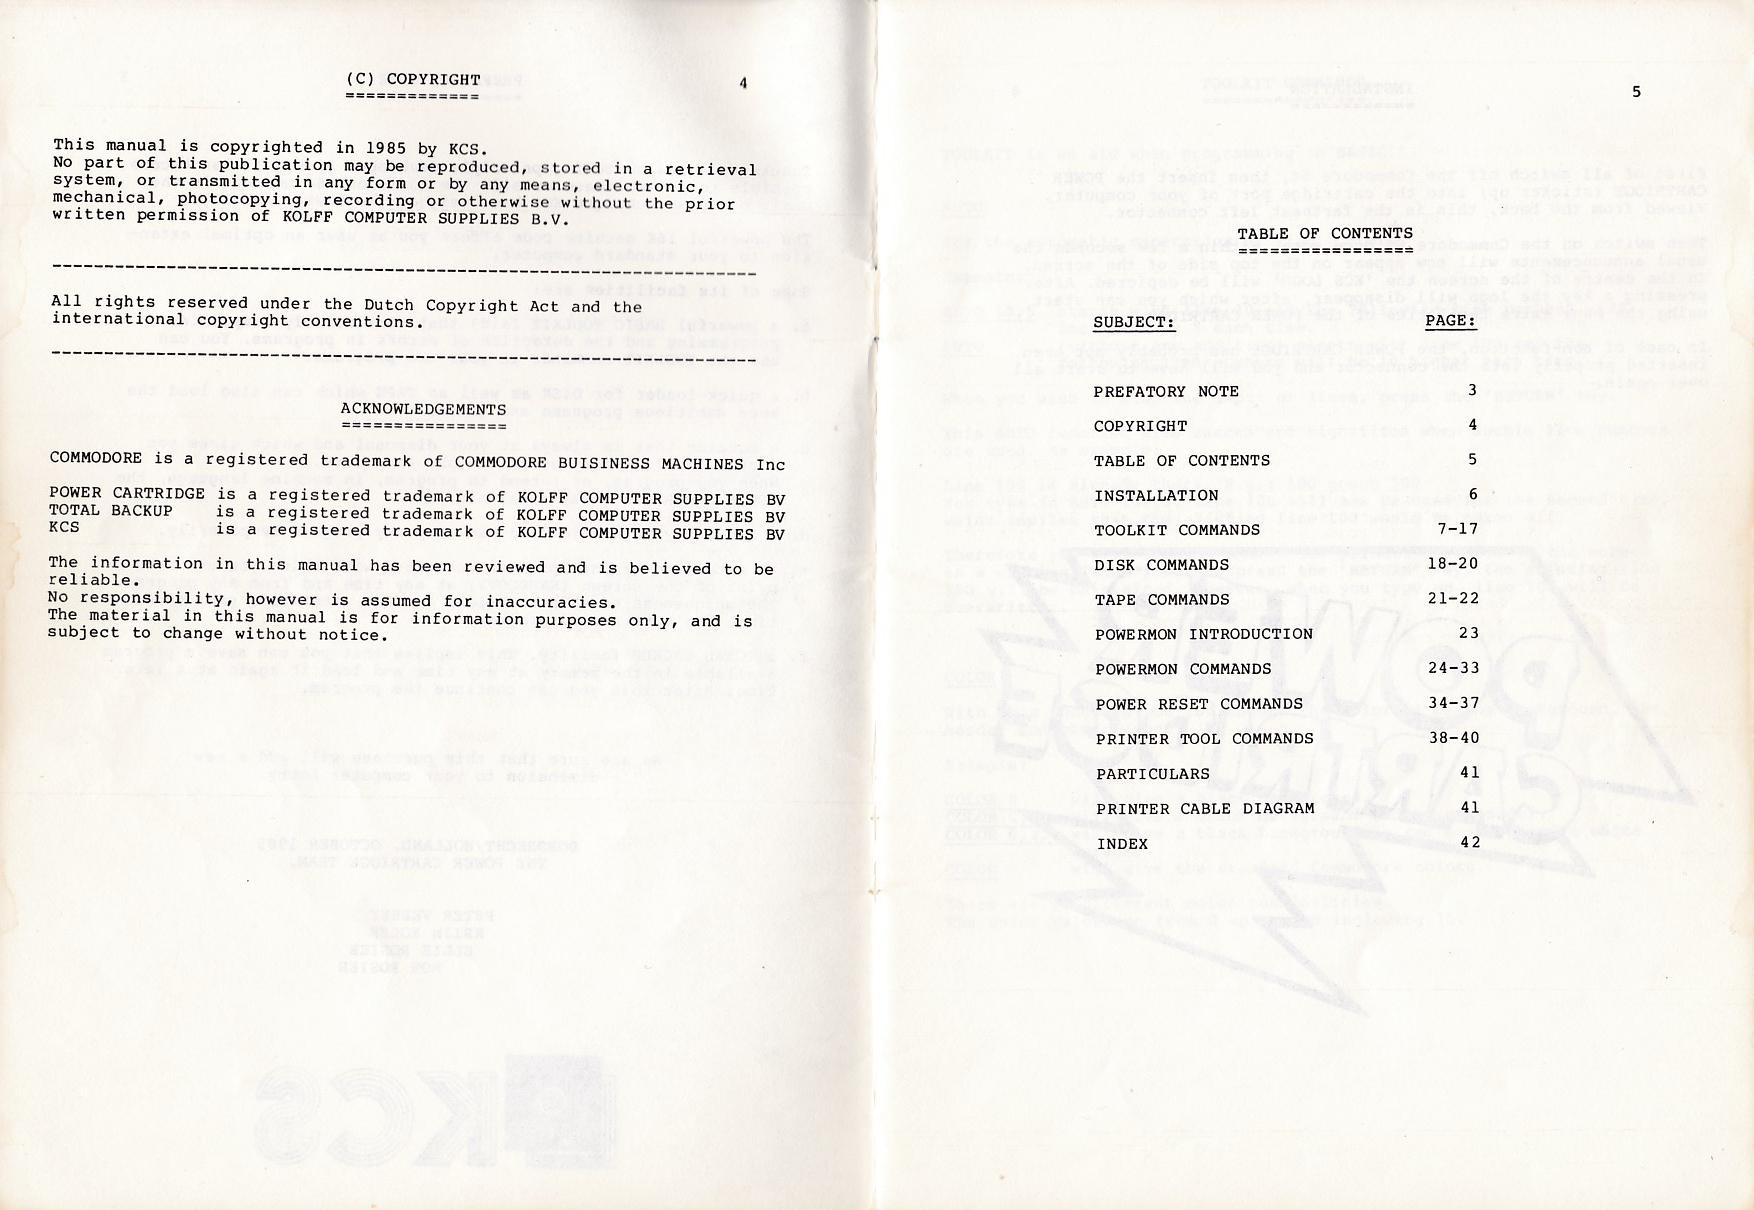 (C) COPYRIGHT 4
=============
This manual is copyrighted in 1985 by KCS.
No part of this publication may be reproduced, stored in a retrieval
system, or transmitted in any form or by any means, electronic,
mechanical, photocopying, recording or otherwise without the prior
written permission of KOLFF COMPUTER SUPPLIES B.V.
--------------------------------------------------------------------
All rights reserved under the Dutch Copyright Act and the
international copyright conventions.
--------------------------------------------------------------------
ACKNOWLEDGEMENTS
================
COMMODORE is a registered trademark of COMMODORE BUISINESS MACHINES Inc
POWER CARTRIDGE is a registered trademark of KOLFF COMPUTER SUPPLIES BV
TOTAL BACKUP is a registered trademark of KOLFF COMPUTER SUPPLIES BV
KCS is a registered trademark of KOLFF COMPUTER SUPPLIES BV
The information in this manual has been reviewed and is believed to be
reliable.
No responsibility, however is assumed for inaccuracies.
The material in this manual is for information purposes only, and is
subject to change without notice.
5
TABLE OF CONTENTS
=================
SUBJECT: PAGE:
PREFATORY NOTE 3
COPYRIGHT 4
TABLE OF CONTENTS 5
INSTALLATION 6
TOOLKIT COMMANDS 7-17
DISK COMMANDS 18-20
TAPE COMMANDS 21-22
POWERMON INTRODUCTION 23
POWERMON COMMANDS 24-33
POWER RESET COMMANDS 34-37
PRINTER TOOL COMMANDS 38-40
PARTICULARS 41
PRINTER CABLE DIAGRAM 41
INDEX 42